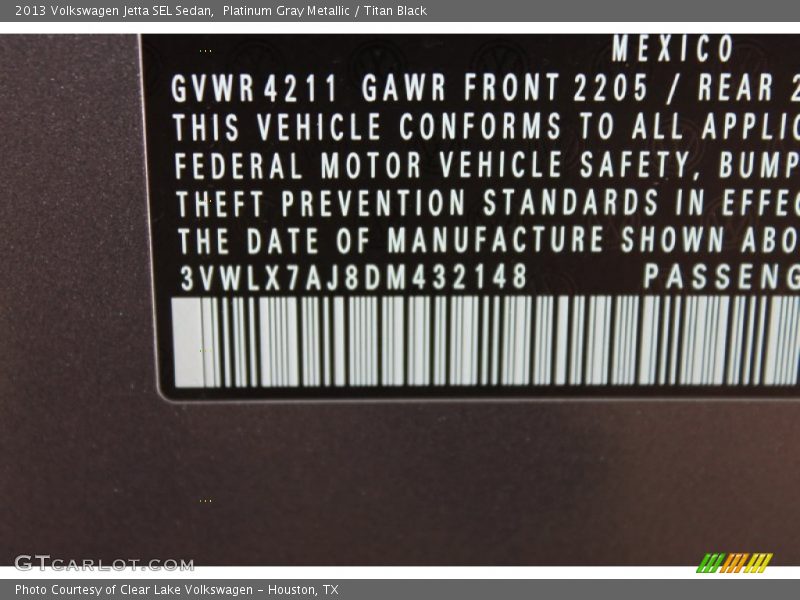 2013 Volkswagen Jetta SEL Sedan,  Platinum Gray Metallic / Titan Black
MEXICO
GVWR 4211 GAWR FRONT 2205 / REAR 2
THIS VEHICLE CONFORMS TO ALL APPLIC
FEDERAL MOTOR VEHICLE SAFETY, BUMP
THEFT PREVENTION STANDARDS IN EFFEC
THE DATE OF MANUFACTURE SHOWN ABO
3VWLX7AJ8DM432148 PASSENG
GTCARLOT.COM
Photo Courtesy of Clear Lake Volkswagen – Houston, TX